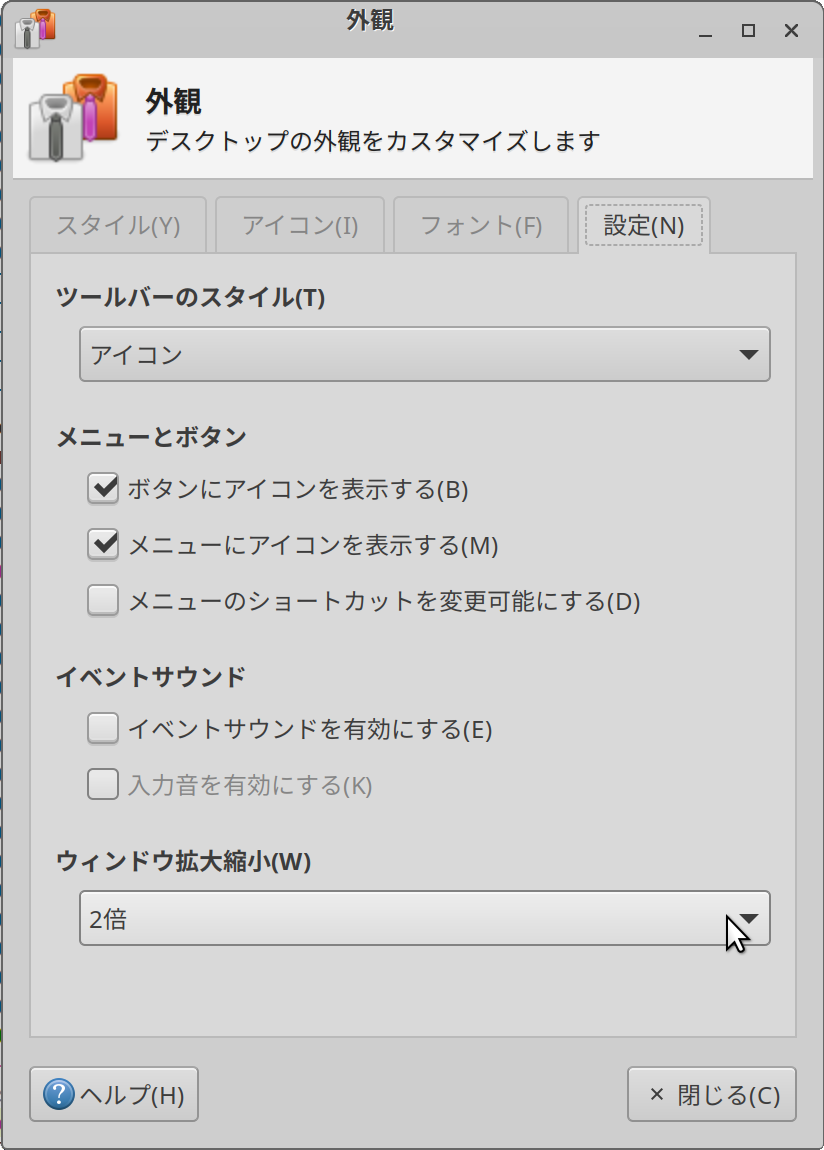 外観
外観
デスクトップの外観をカスタマイズします
スタイル(Y) アイコン(I) フォント(F) 設定(N)
ツールバーのスタイル(T)
アイコン
メニューとボタン
ボタンにアイコンを表示する(B)
メニューにアイコンを表示する(M)
メニューのショートカットを変更可能にする(D)
イベントサウンド
イベントサウンドを有効にする(E)
入力音を有効にする(K)
ウィンドウ拡大縮小(W)
2倍
ヘルプ(H) 閉じる(C)